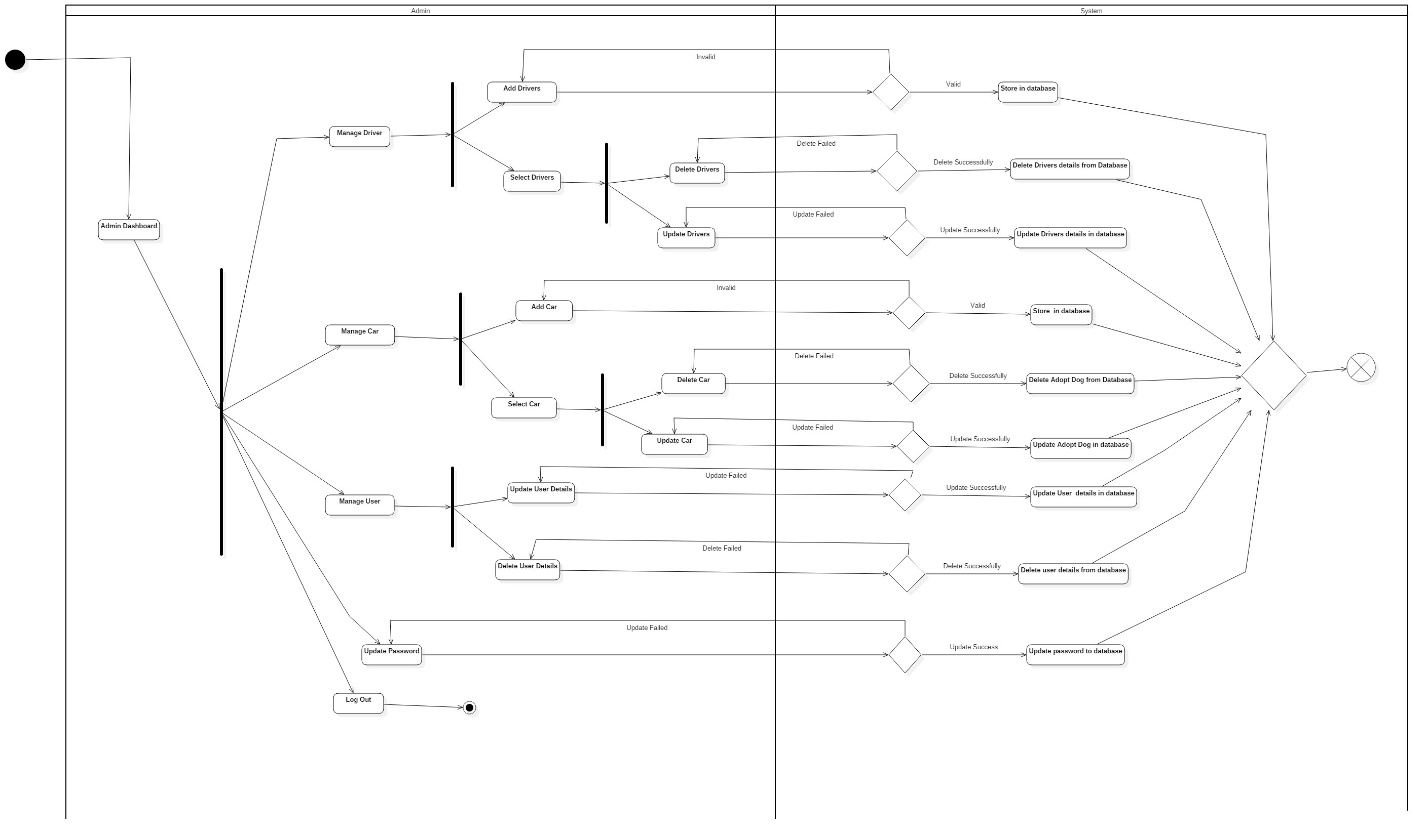 Admin
System
Invalid
Add Drivers
Valid
Store in database
Manage Driver
Delete Failed
Delete Drivers
Delete Successdully
Delete Drivers details from Database
Select Drivers
Update Failed
Admin Dashboard
Update Drivers
Update Successfully
Update Drivers details in database
Invalid
Add Car
Valid
Store  in database
Manage Car
Delete Failed
Delete Car
Delete Successfully
Delete Adopt Dog from Database
Select Car
Update Failed
Update Car
Update Successfully
Update Adopt Dog in database
Update Failed
Manage User
Update User Details
Update Successfully
Update User  details in database
Delete Failed
Delete User Details
Delete Successfully
Delete user details from database
Update Failed
Update Password
Update Success
Update password to database
Log Out